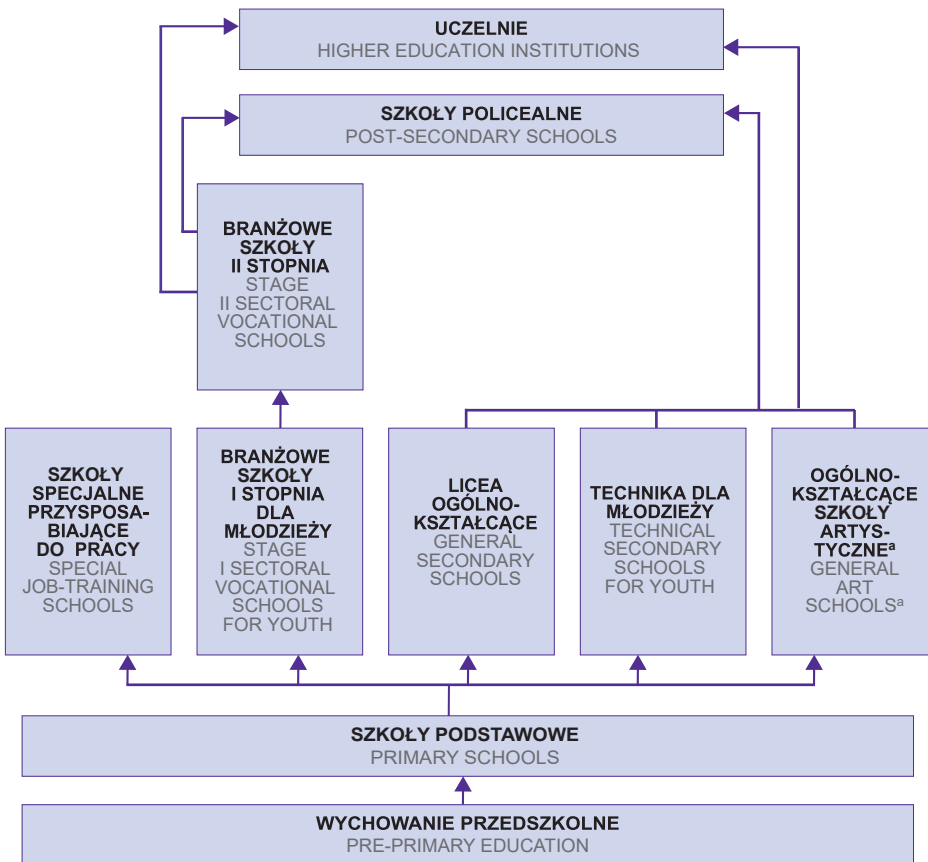 UCZELNIE
HIGHER EDUCATION INSTITUTIONS
SZKOŁY POLICEALNE
POST-SECONDARY SCHOOLS
BRANŻOWE
SZKOŁY
II STOPNIA
STAGE
II SECTORAL
VOCATIONAL
SCHOOLS
SZKOŁY
SPECJALNE
PRZYSPOSA-
BIAJĄCE
DO PRACY
SPECIAL
JOB-TRAINING
SCHOOLS
BRANŻOWE
SZKOŁY
I STOPNIA
DLA
MŁODZIEŻY
STAGE
I SECTORAL
VOCATIONAL
SCHOOLS
FOR YOUTH
LICEA
OGÓLNO-
KSZTAŁCĄCE
GENERAL
SECONDARY
SCHOOLS
TECHNIKA DLA
MŁODZIEŻY
TECHNICAL
SECONDARY
SCHOOLS
FOR YOUTH
OGÓLNO-
KSZTAŁCĄCE
SZKOŁY
ARTYS-
TYCZNEª
GENERAL
ART
SCHOOLSª
SZKOŁY PODSTAWOWE
PRIMARY SCHOOLS
WYCHOWANIE PRZEDSZKOLNE
PRE-PRIMARY EDUCATION